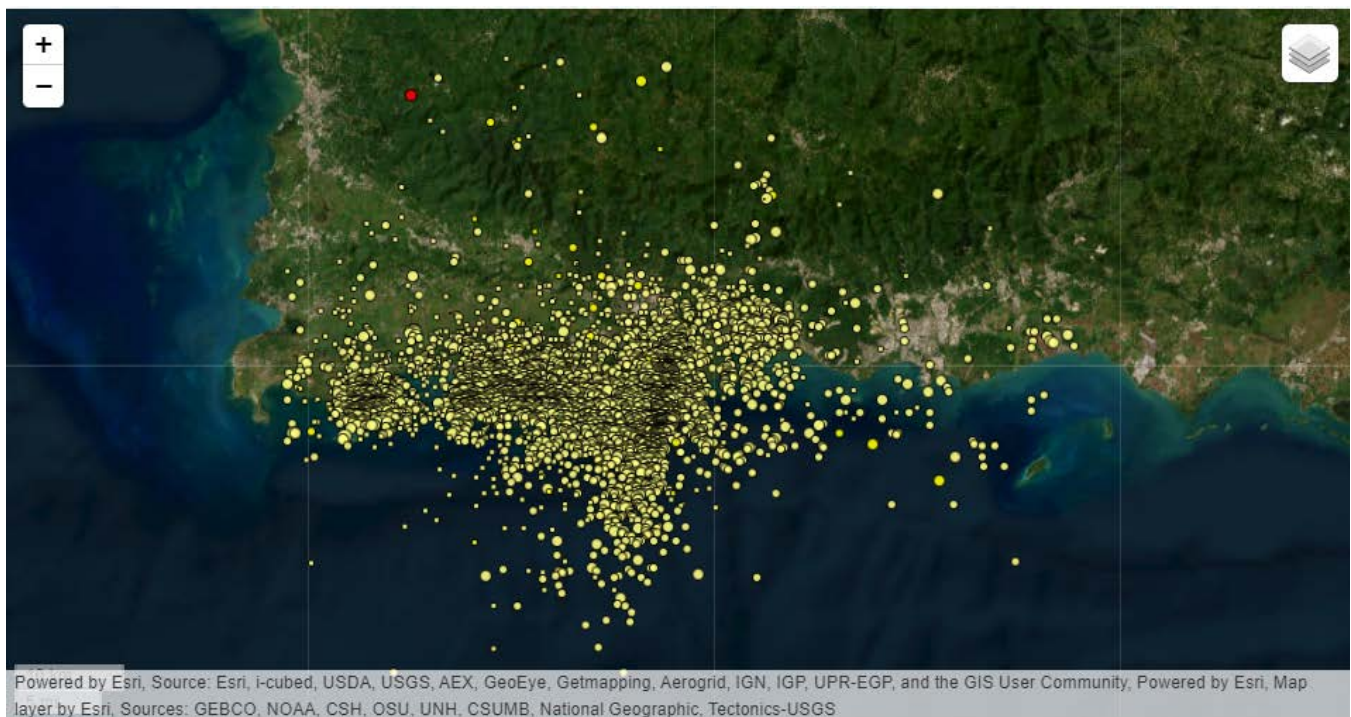 +
−
Powered by Esri, Source: Esri, i-cubed, USDA, USGS, AEX, GeoEye, Getmapping, Aerogrid, IGN, IGP, UPR-EGP, and the GIS User Community, Powered by Esri, Map
layer by Esri, Sources: GEBCO, NOAA, CSH, OSU, UNH, CSUMB, National Geographic, Tectonics-USGS